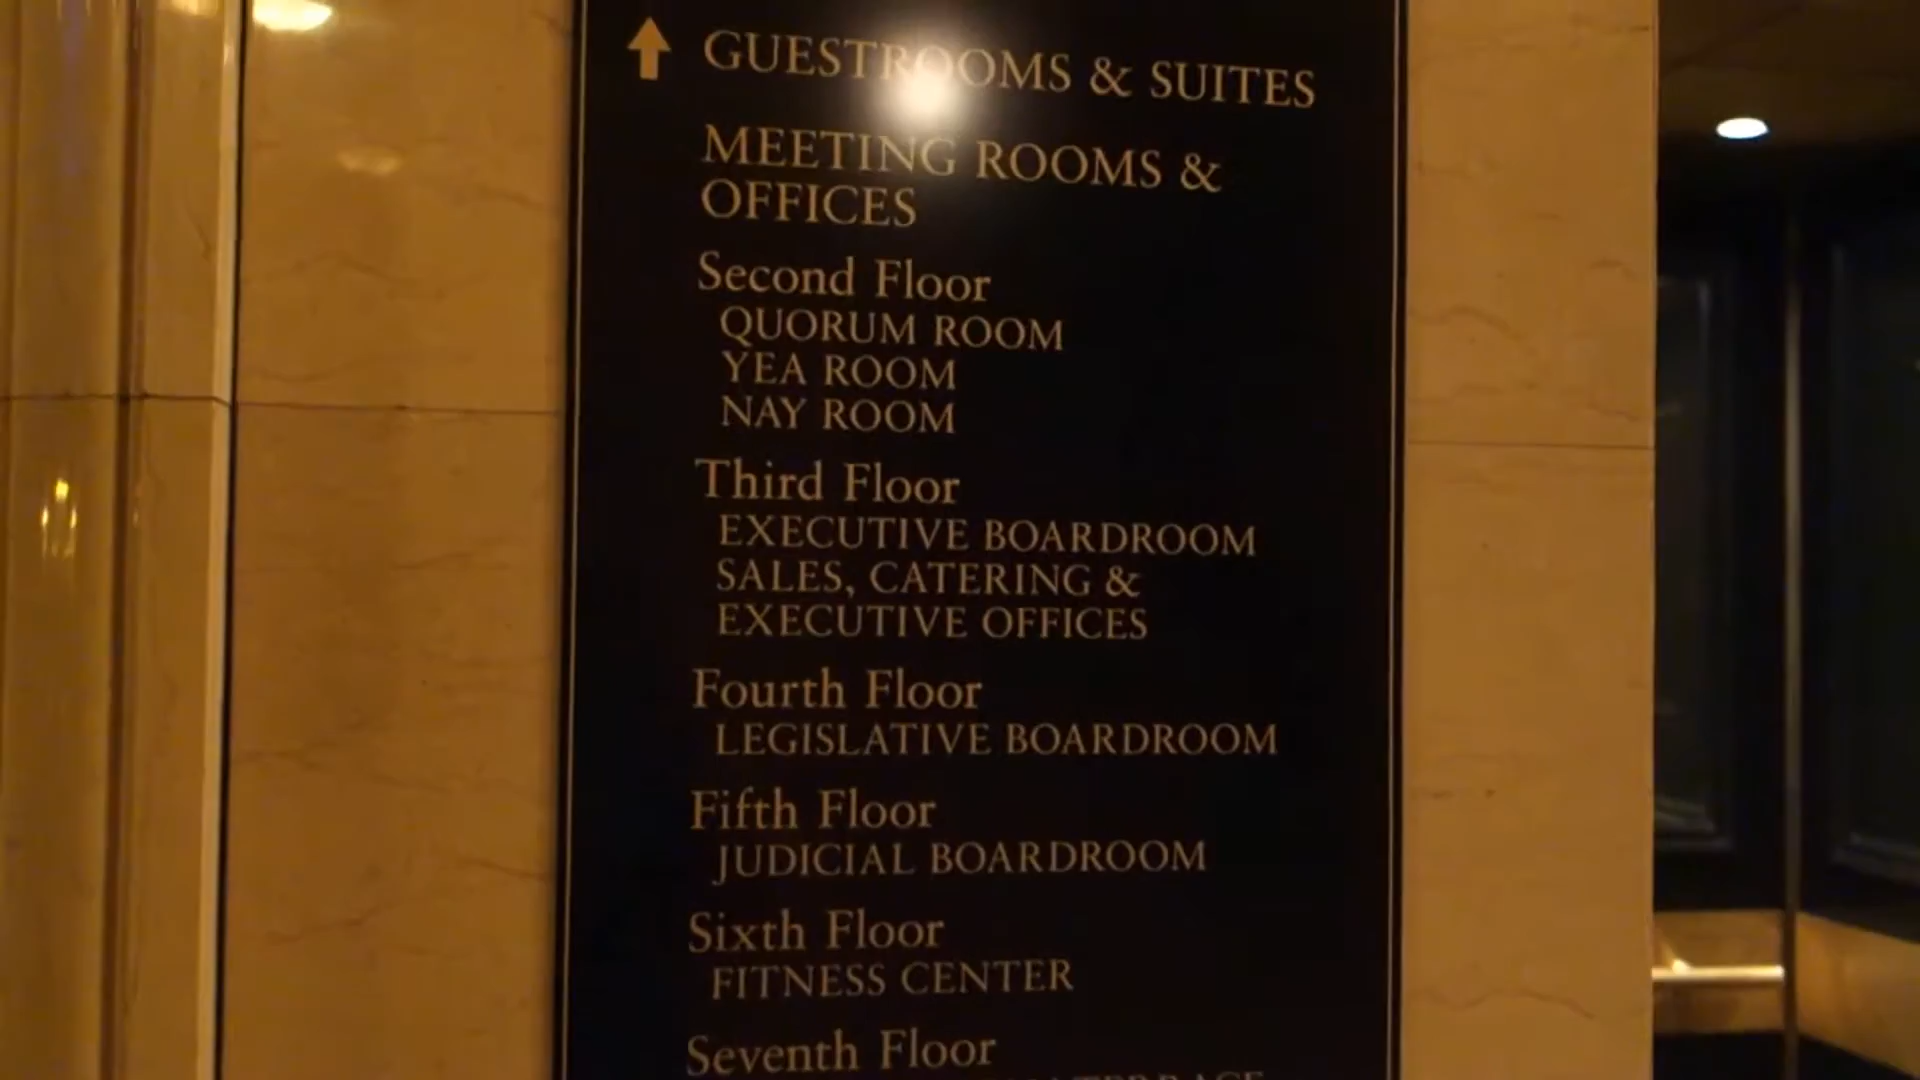 GUESTROOMS & SUITES
MEETING ROOMS &
OFFICES
Second Floor
QUORUM ROOM
YEA ROOM
NAY ROOM
Third Floor
EXECUTIVE BOARDROOM
SALES, CATERING &
EXECUTIVE OFFICES
Fourth Floor
LEGISLATIVE BOARDROOM
Fifth Floor
JUDICIAL BOARDROOM
Sixth Floor
FITNESS CENTER
Seventh Floor